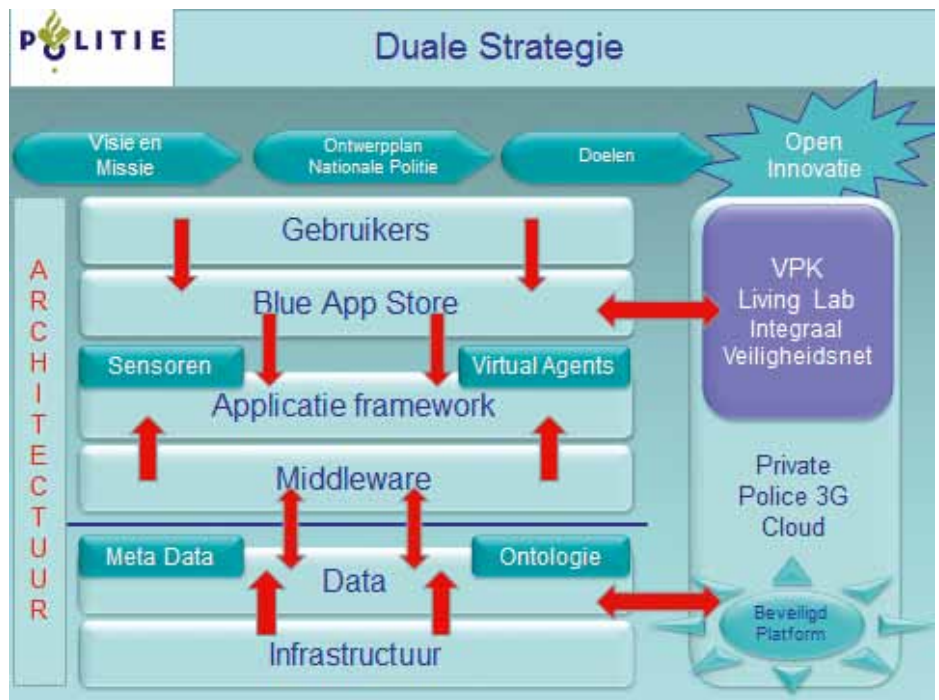 POLITIE
Duale Strategie
Visie en
Missie
Ontwerpplan
Nationale Politie
Doelen
Open
Innovatie
ARCHITECTUUR
Gebruikers
Blue App Store
Sensoren
Virtual Agents
Applicatie framework
Middleware
Meta Data
Ontologie
Data
Infrastructuur
VPK
Living Lab
Integraal
Veiligheidsnet
Private
Police 3G
Cloud
Beveiligd
Platform